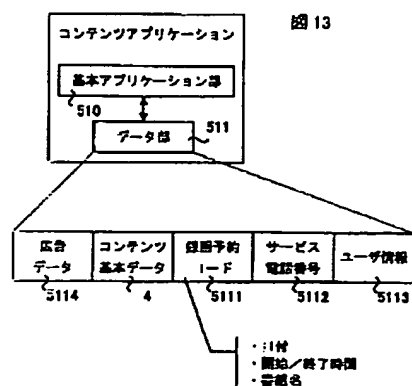 図13
コンテンツアプリケーション
基本アプリケーション部
510
データ部
511
広告
データ
コンテンツ
基本データ
録画予約
コード
サービス
電話番号
ユーザ情報
5114
4
5111
5112
5113
・日付
・開始/終了時間
・番組名